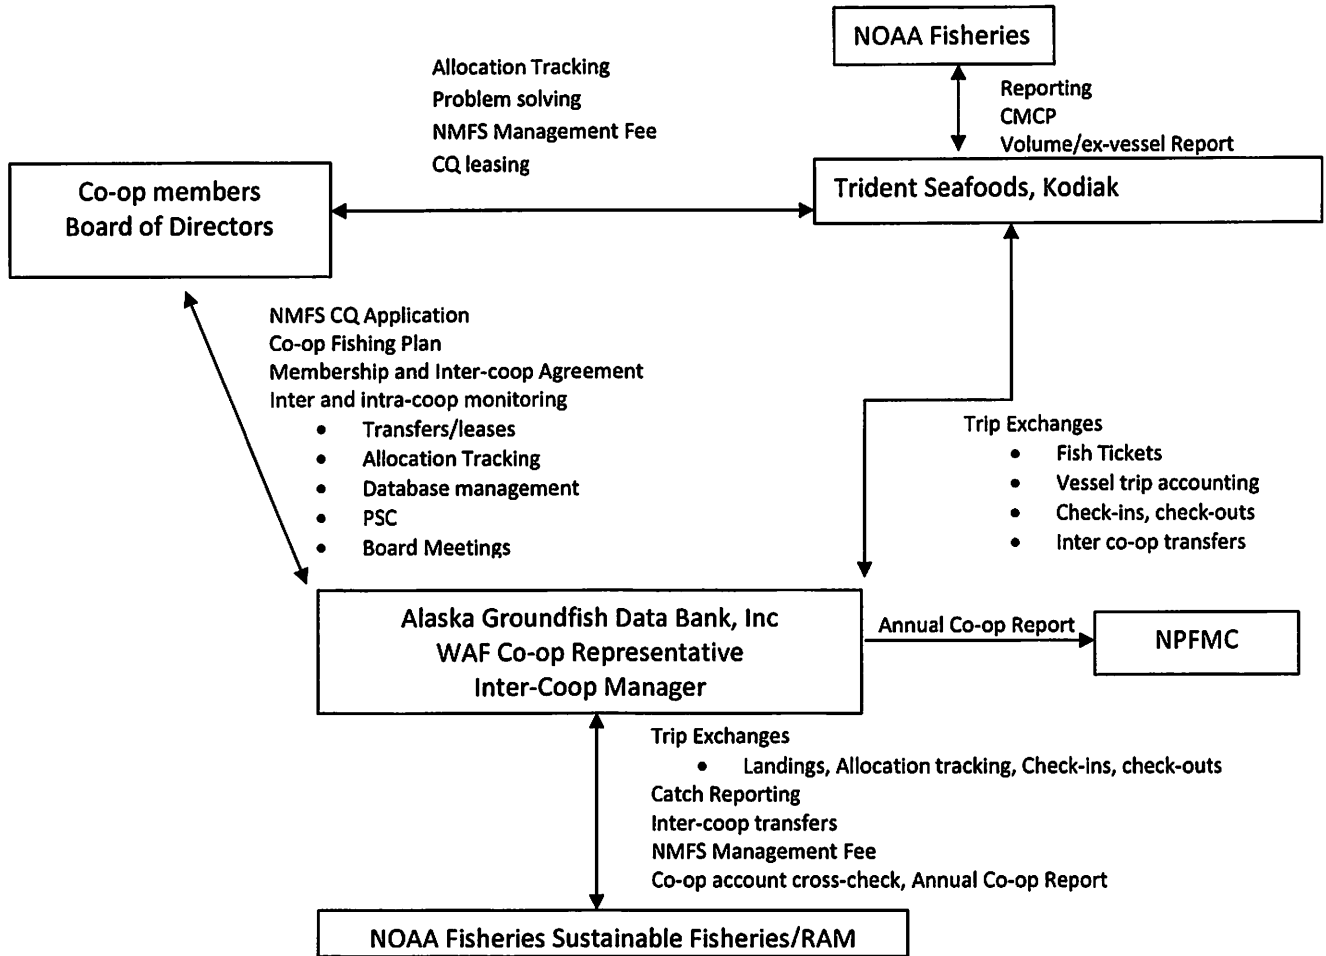 NOAA Fisheries
Allocation Tracking
Problem solving
NMFS Management Fee
CQ leasing
Reporting
CMCP
Volume/ex-vessel Report
Co-op members
Board of Directors
Trident Seafoods, Kodiak
NMFS CQ Application
Co-op Fishing Plan
Membership and Inter-coop Agreement
Inter and intra-coop monitoring
• Transfers/leases
• Allocation Tracking
• Database management
• PSC
• Board Meetings
Trip Exchanges
• Fish Tickets
• Vessel trip accounting
• Check-ins, check-outs
• Inter co-op transfers
Alaska Groundfish Data Bank, Inc
WAF Co-op Representative
Inter-Coop Manager
Annual Co-op Report
NPFMC
Trip Exchanges
• Landings, Allocation tracking, Check-ins, check-outs
Catch Reporting
Inter-coop transfers
NMFS Management Fee
Co-op account cross-check, Annual Co-op Report
NOAA Fisheries Sustainable Fisheries/RAM